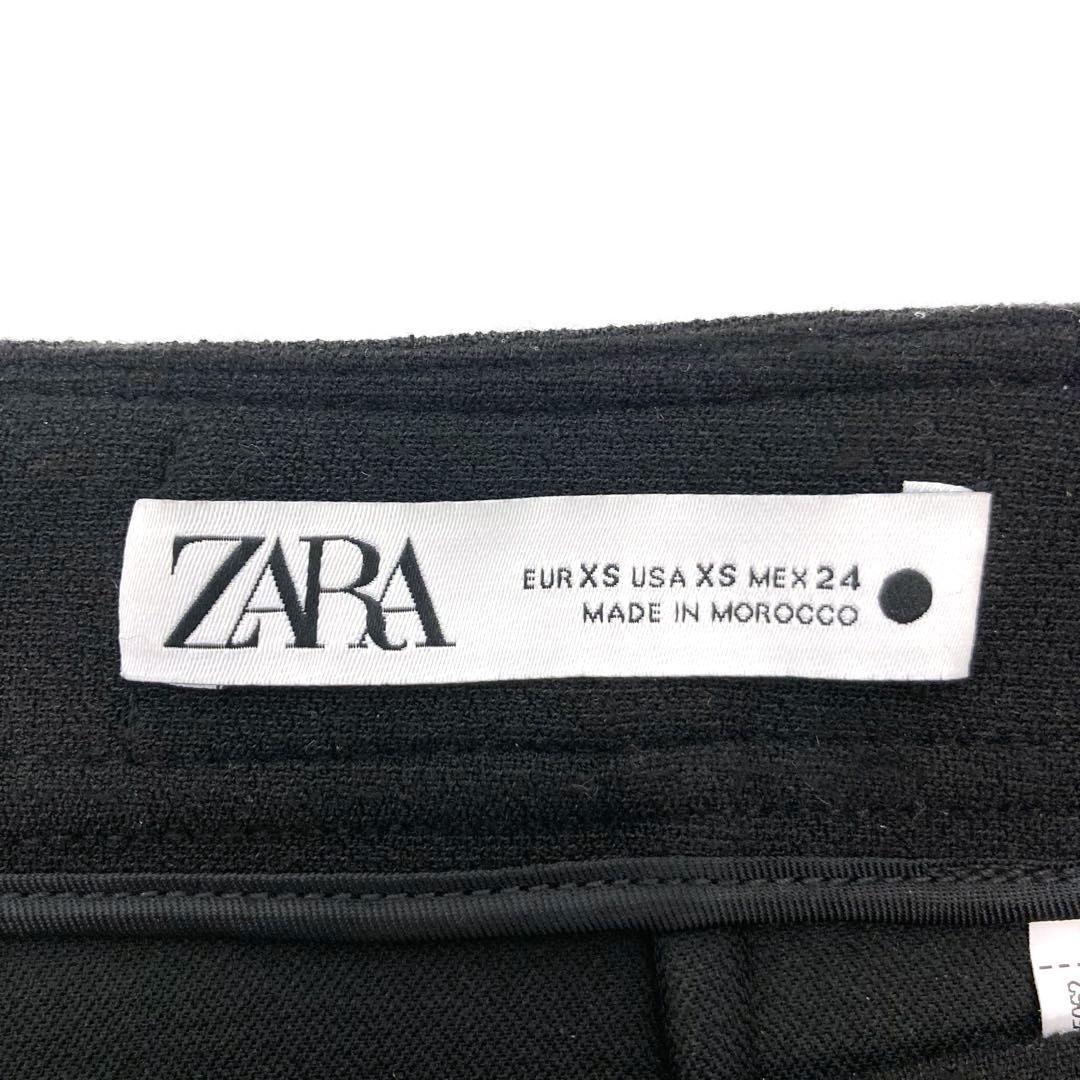 ZARA
EUR XS USA XS MEX 24
MADE IN MOROCCO